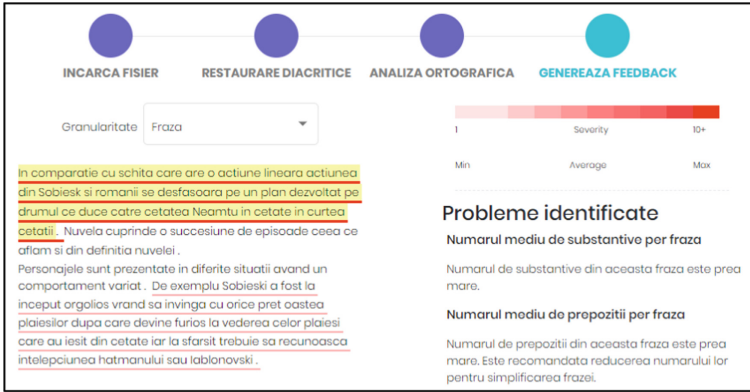 INCARCA FISIER
RESTAURARE DIACRITICE
ANALIZA ORTOGRAFICA
GENEREAZA FEEDBACK
Granularitate
Fraza
In comparatie cu schita care are o actiune lineara actiunea
din Sobiesk si romanii se desfasoara pe un plan dezvoltat pe
drumul ce duce catre cetatea Neamtu in cetate in curtea
cetatii . Nuvela cuprinde o succesiune de episoade ceea ce
aflam si din definitia nuvelei .
Personajele sunt prezentate in diferite situatii avand un
comportament variat . De exemplu Sobieski a fost la
inceput orgolios vrand sa invinga cu orice pret oastea
plaiesilor dupa care devine furios la vederea celor plaiesi
care au iesit din cetate iar la sfarsit trebuie sa recunoasca
intelepciunea hatmanului sau Iablonovski .
1 Severity 10+
Min Average Max
Probleme identificate
Numarul mediu de substantive per fraza
Numarul de substantive din aceasta fraza este prea
mare.
Numarul mediu de prepozitii per fraza
Numarul de prepozitii din aceasta fraza este prea
mare. Este recomandata reducerea numarului lor
pentru simplificarea frazei.